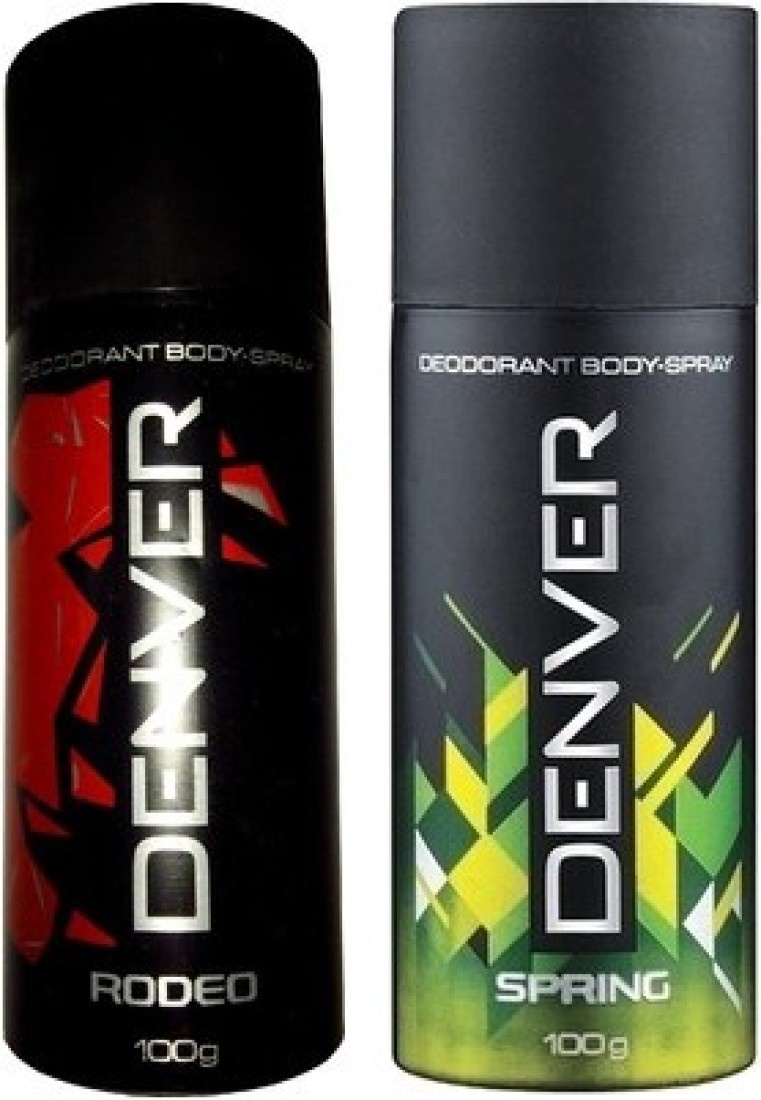 DEODORANT BODY-SPRAY
DENVER
RODEO
100g
DEODORANT BODY-SPRAY
DENVER
SPRING
100g